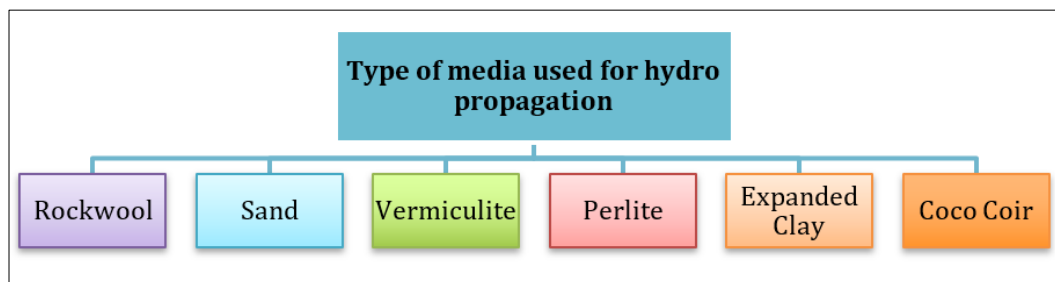 Type of media used for hydro
propagation
Rockwool
Sand
Vermiculite
Perlite
Expanded
Clay
Coco Coir